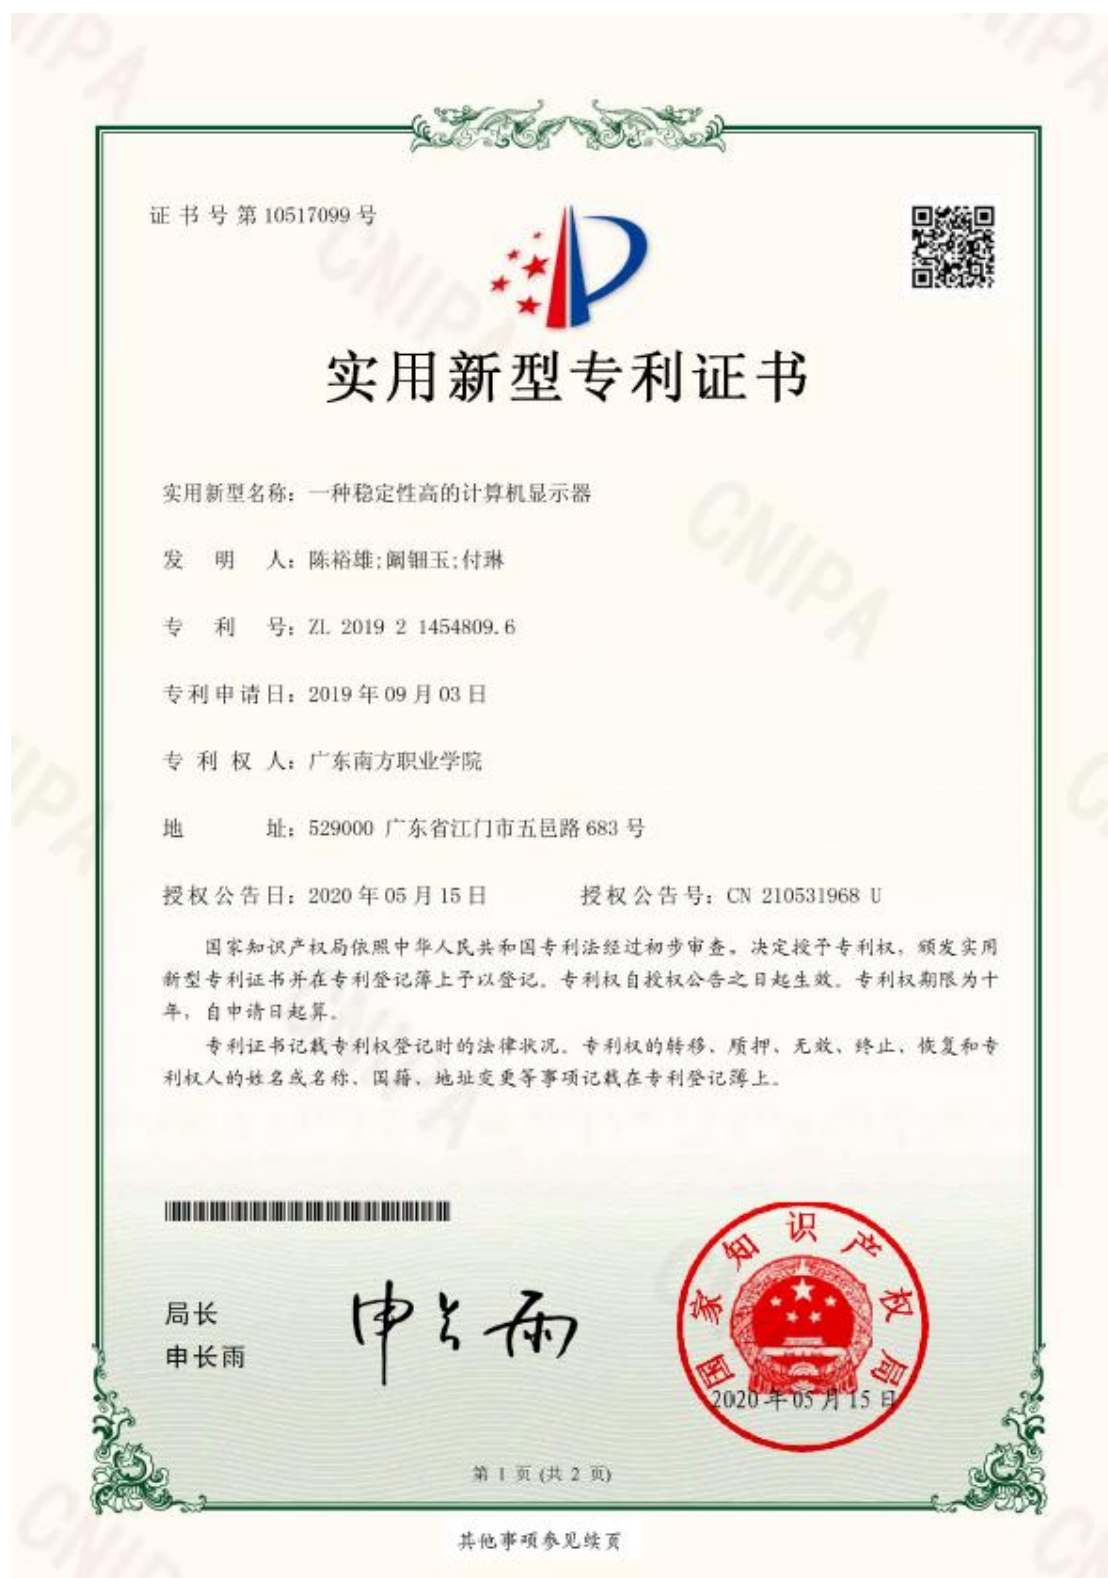 证书号第10517099号
实用新型专利证书
实用新型名称：一种稳定性高的计算机显示器
发 明 人：陈裕雄;阚钿玉;付琳
专 利 号：ZL 2019 2 1454809.6
专利申请日：2019年09月03日
专 利 权 人：广东南方职业学院
地 址：529000 广东省江门市五邑路683号
授权公告日：2020年05月15日 授权公告号：CN 210531968 U
国家知识产权局依照中华人民共和国专利法经过初步审查，决定授予专利权，颁发实用
新型专利证书并在专利登记簿上予以登记。专利权自授权公告之日起生效。专利权期限为十
年，自申请日起算。
专利证书记载专利权登记时的法律状况。专利权的转移、质押、无效、终止、恢复和专
利权人的姓名或名称、国籍、地址变更等事项记载在专利登记簿上。
局长
申长雨
申长雨
国家知识产权局
2020年05月15日
第 1 页 (共 2 页)
其他事项参见续页
CNIPA